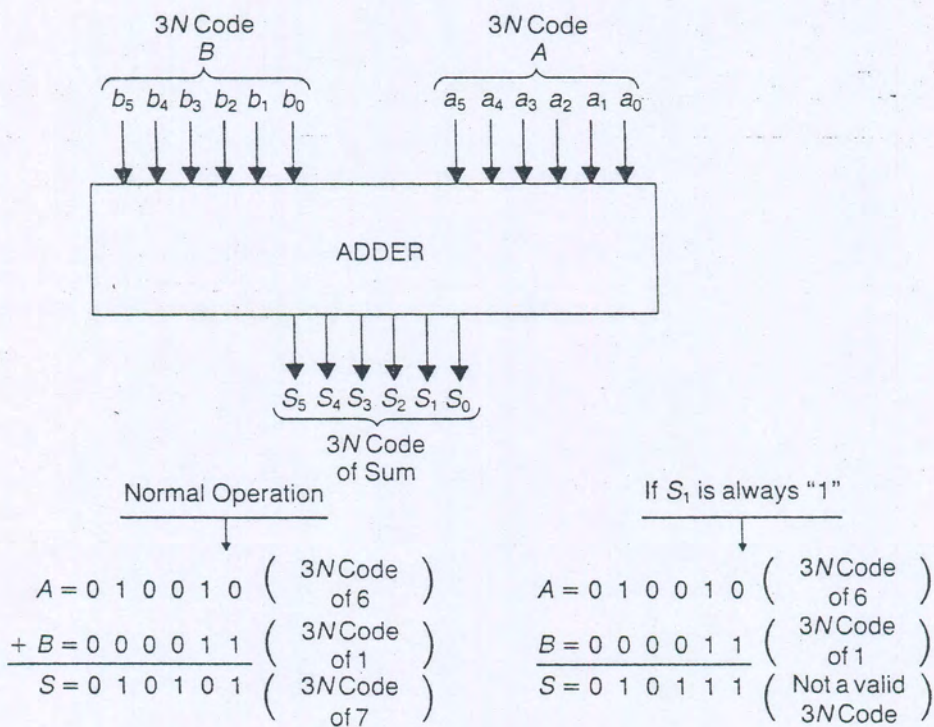 3N Code
B
3N Code
A
b5 b4 b3 b2 b1 b0
a5 a4 a3 a2 a1 a0
ADDER
S5 S4 S3 S2 S1 S0
3N Code
of Sum
Normal Operation
A = 0 1 0 0 1 0 ( 3N Code of 6 )
+ B = 0 0 0 0 1 1 ( 3N Code of 1 )
S = 0 1 0 1 0 1 ( 3N Code of 7 )
If S1 is always "1"
A = 0 1 0 0 1 0 ( 3N Code of 6 )
B = 0 0 0 0 1 1 ( 3N Code of 1 )
S = 0 1 0 1 1 1 ( Not a valid 3N Code )